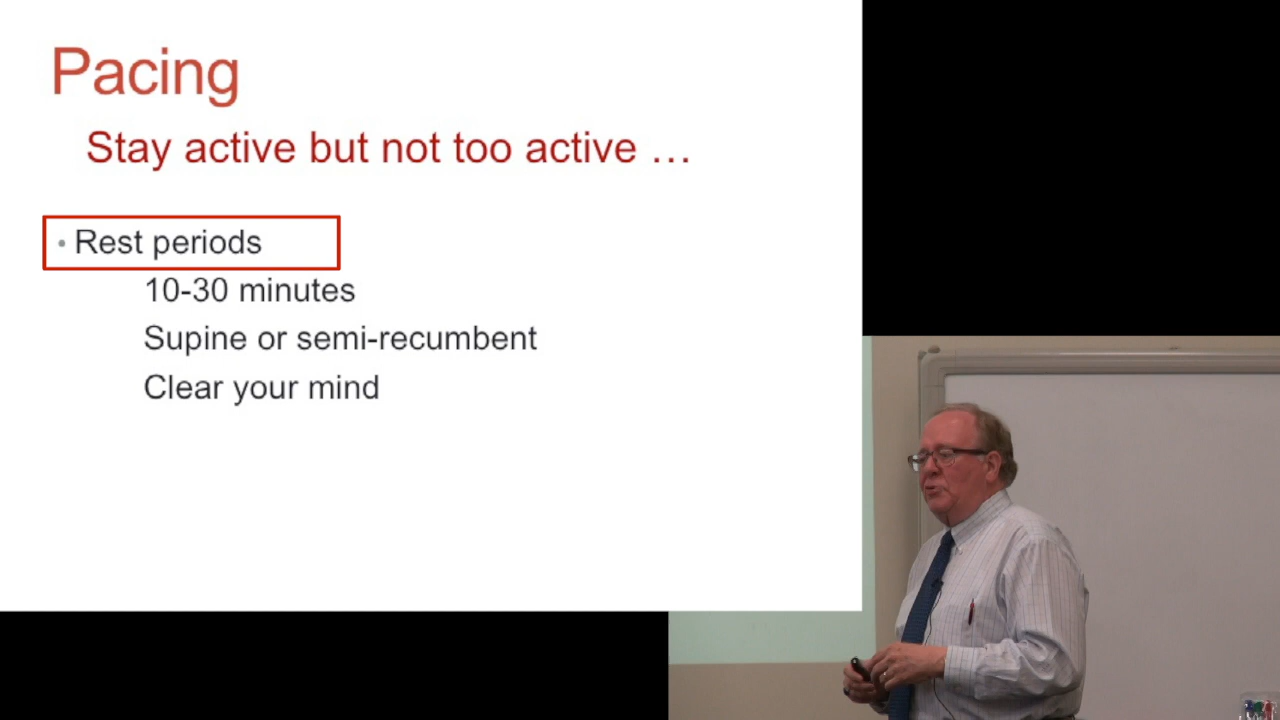 Pacing
Stay active but not too active …
• Rest periods
10-30 minutes
Supine or semi-recumbent
Clear your mind